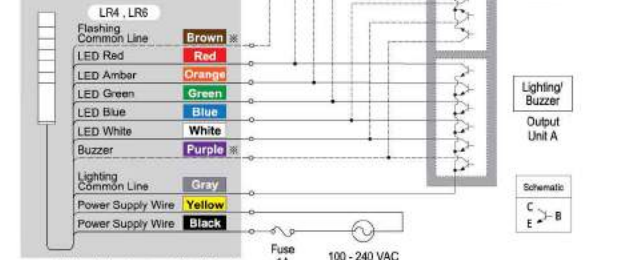 LR4 , LR6
Flashing
Common Line Brown ※
LED Red Red
LED Amber Orange
LED Green Green
LED Blue Blue
LED White White
Buzzer Purple ※
Lighting
Common Line Gray
Power Supply Wire Yellow
Power Supply Wire Black
Fuse
100 - 240 VAC
Lighting/
Buzzer
Output
Unit A
Schematic
C
B
E